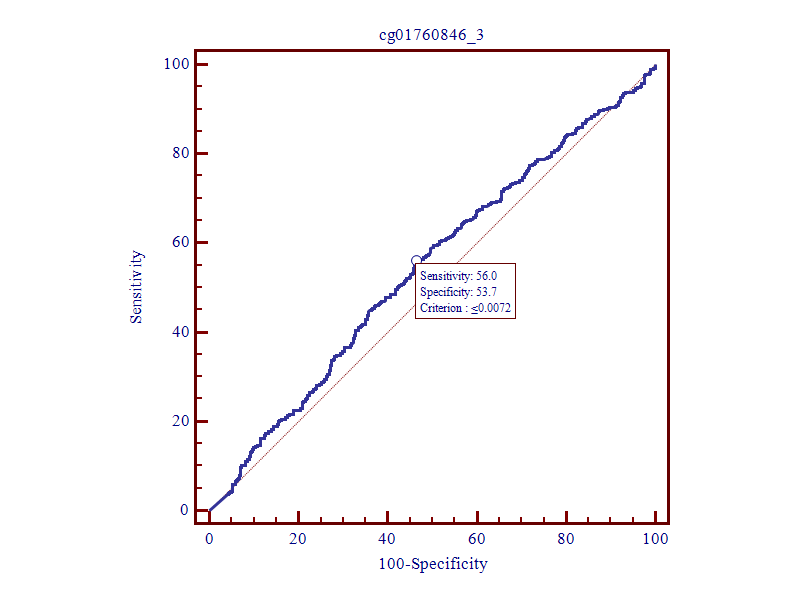 cg01760846_3
100
80
60
40
20
0
Sensitivity
Sensitivity: 56.0
Specificity: 53.7
Criterion : ≤0.0072
0 20 40 60 80 100
100-Specificity